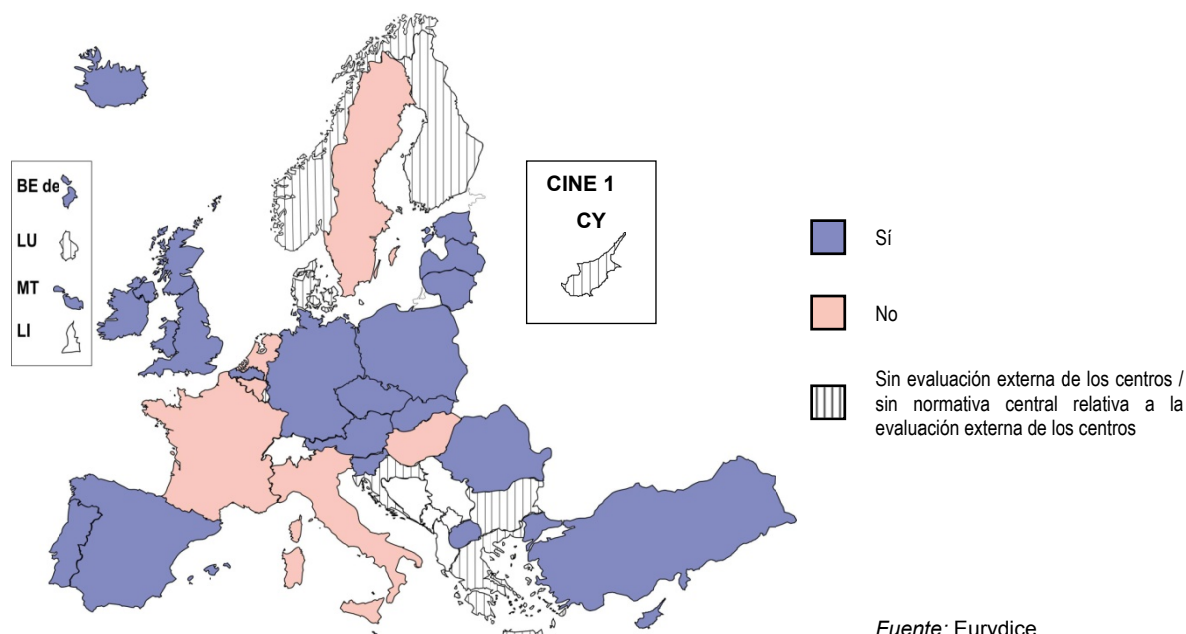 BE de
LU
MT
LI
CINE 1
CY
Sí
No
Sin evaluación externa de los centros /
sin normativa central relativa a la
evaluación externa de los centros
Fuente: Eurydice